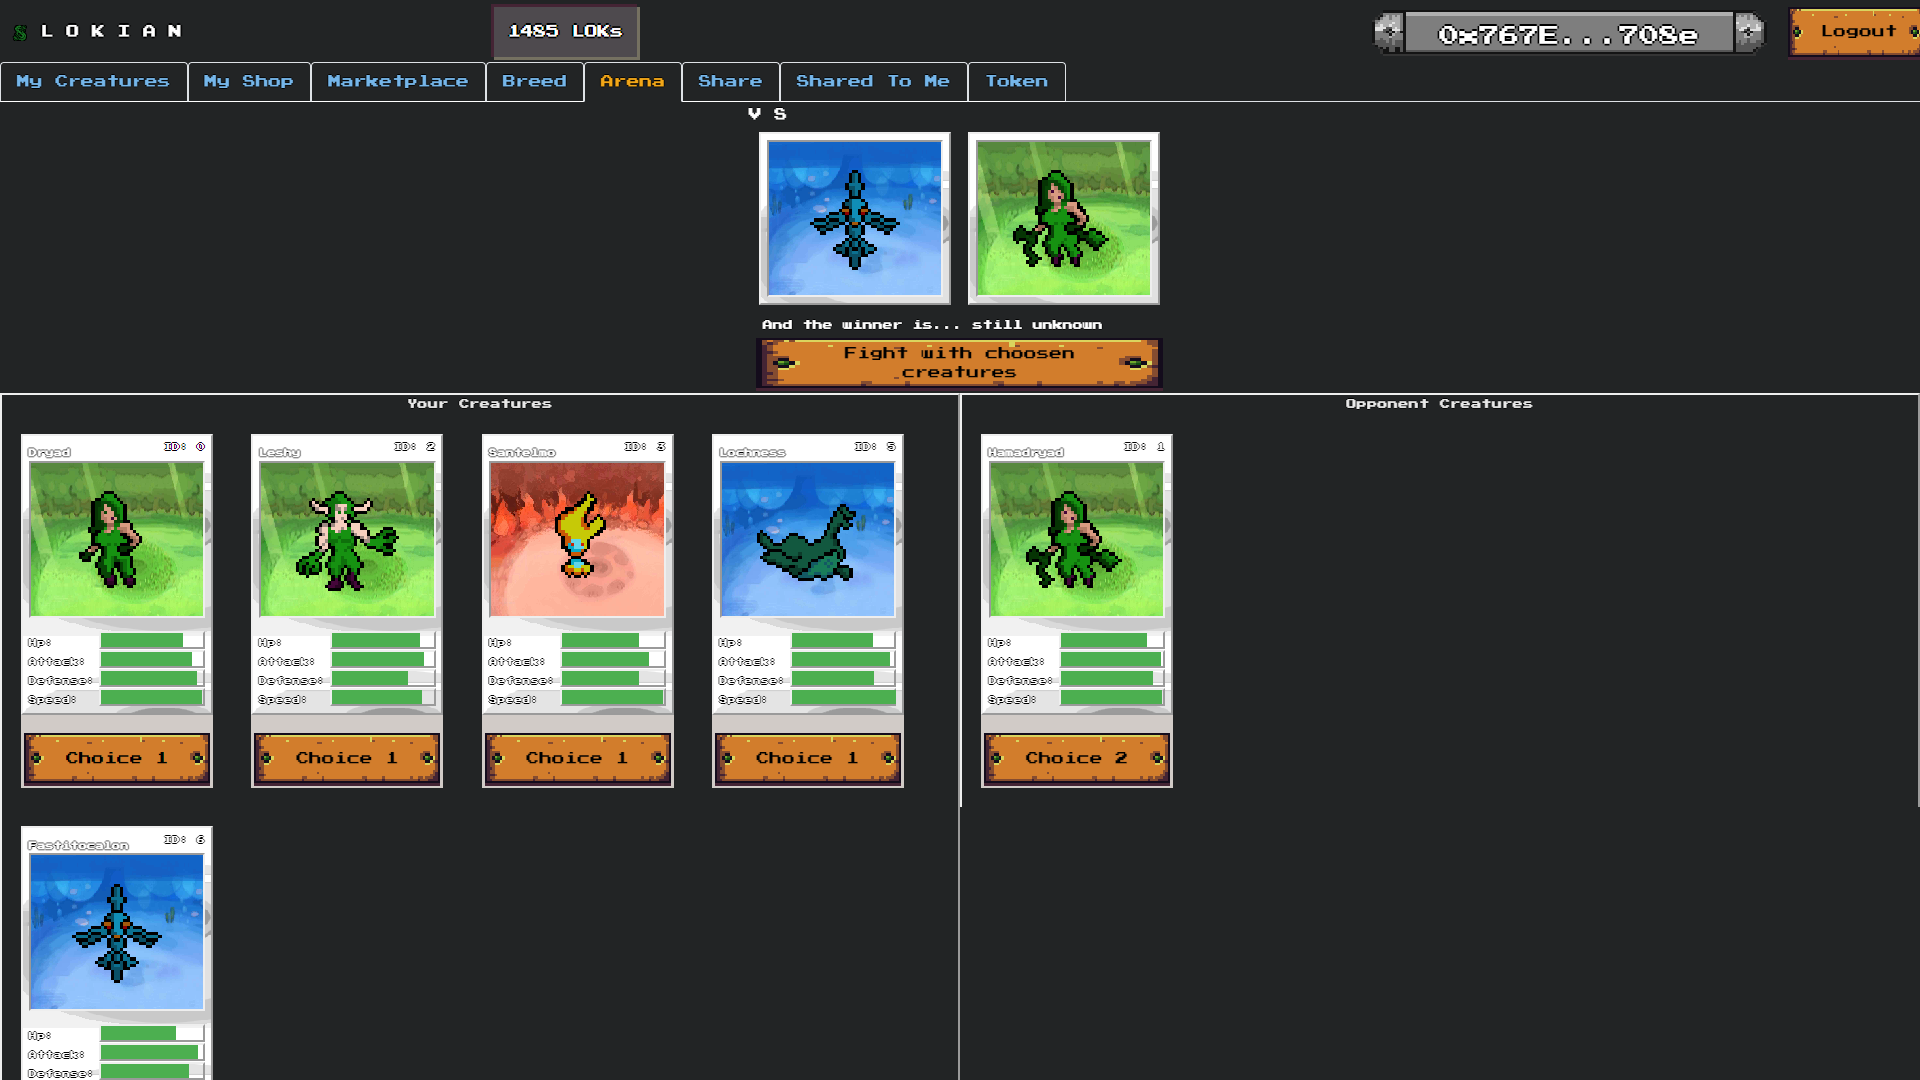 LOKIAN
1485 LOKs
0x767E...708e
Logout
My Creatures
My Shop
Marketplace
Breed
Arena
Share
Shared To Me
Token
V S
And the winner is... still unknown
Fight with choosen
creatures
Your Creatures
Opponent Creatures
Dryad ID: 0
Hp:
Attack:
Defense:
Speed:
Choice 1
Leshy ID: 2
Hp:
Attack:
Defense:
Speed:
Choice 1
Santelmo ID: 3
Hp:
Attack:
Defense:
Speed:
Choice 1
Lochness ID: 5
Hp:
Attack:
Defense:
Speed:
Choice 1
Fastitocalon ID: 6
Hp:
Attack:
Defense:
Hamadryad ID: 1
Hp:
Attack:
Defense:
Speed:
Choice 2